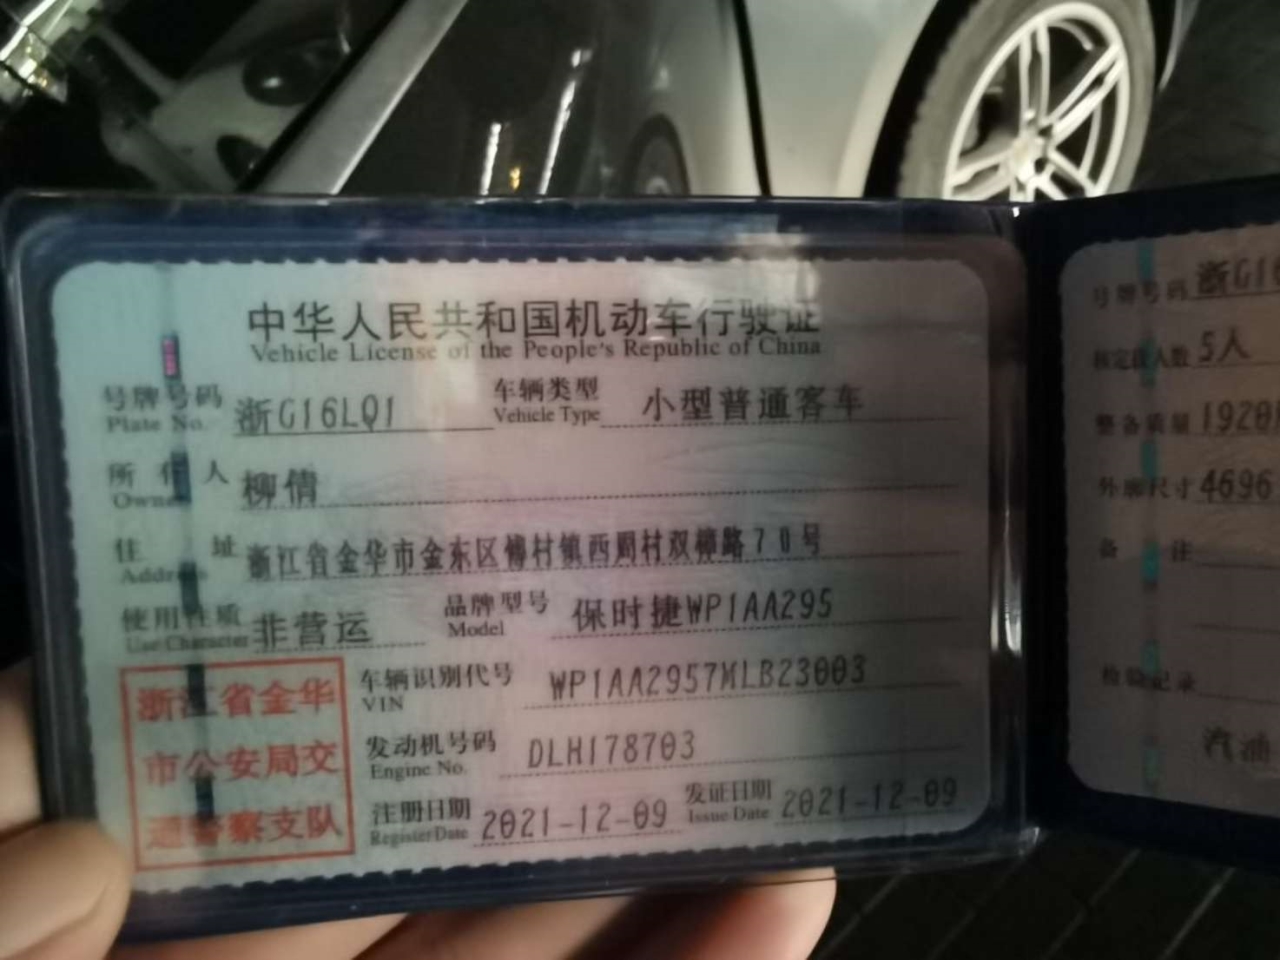 中华人民共和国机动车行驶证
Vehicle License of the People's Republic of China
号牌号码 浙G16LQ1 车辆类型 小型普通客车
Plate No. Vehicle Type
所有人 柳倩
Owner
住址 浙江省金华市金东区傅村镇西周村双柳路70号
Address
使用性质 非营运 品牌型号 保时捷WP1AA295
Use Character Model
车辆识别代号 WP1AA2957MLB23003
VIN
发动机号码 DLH178703
Engine No.
注册日期 2021-12-09 发证日期 2021-12-09
Register Date Issue Date
浙江省金华
市公安局交
通警察支队
号牌号码 浙G16
核定载人数 5人
整备质量 1920
外廓尺寸 4696
备注
检验记录
汽油